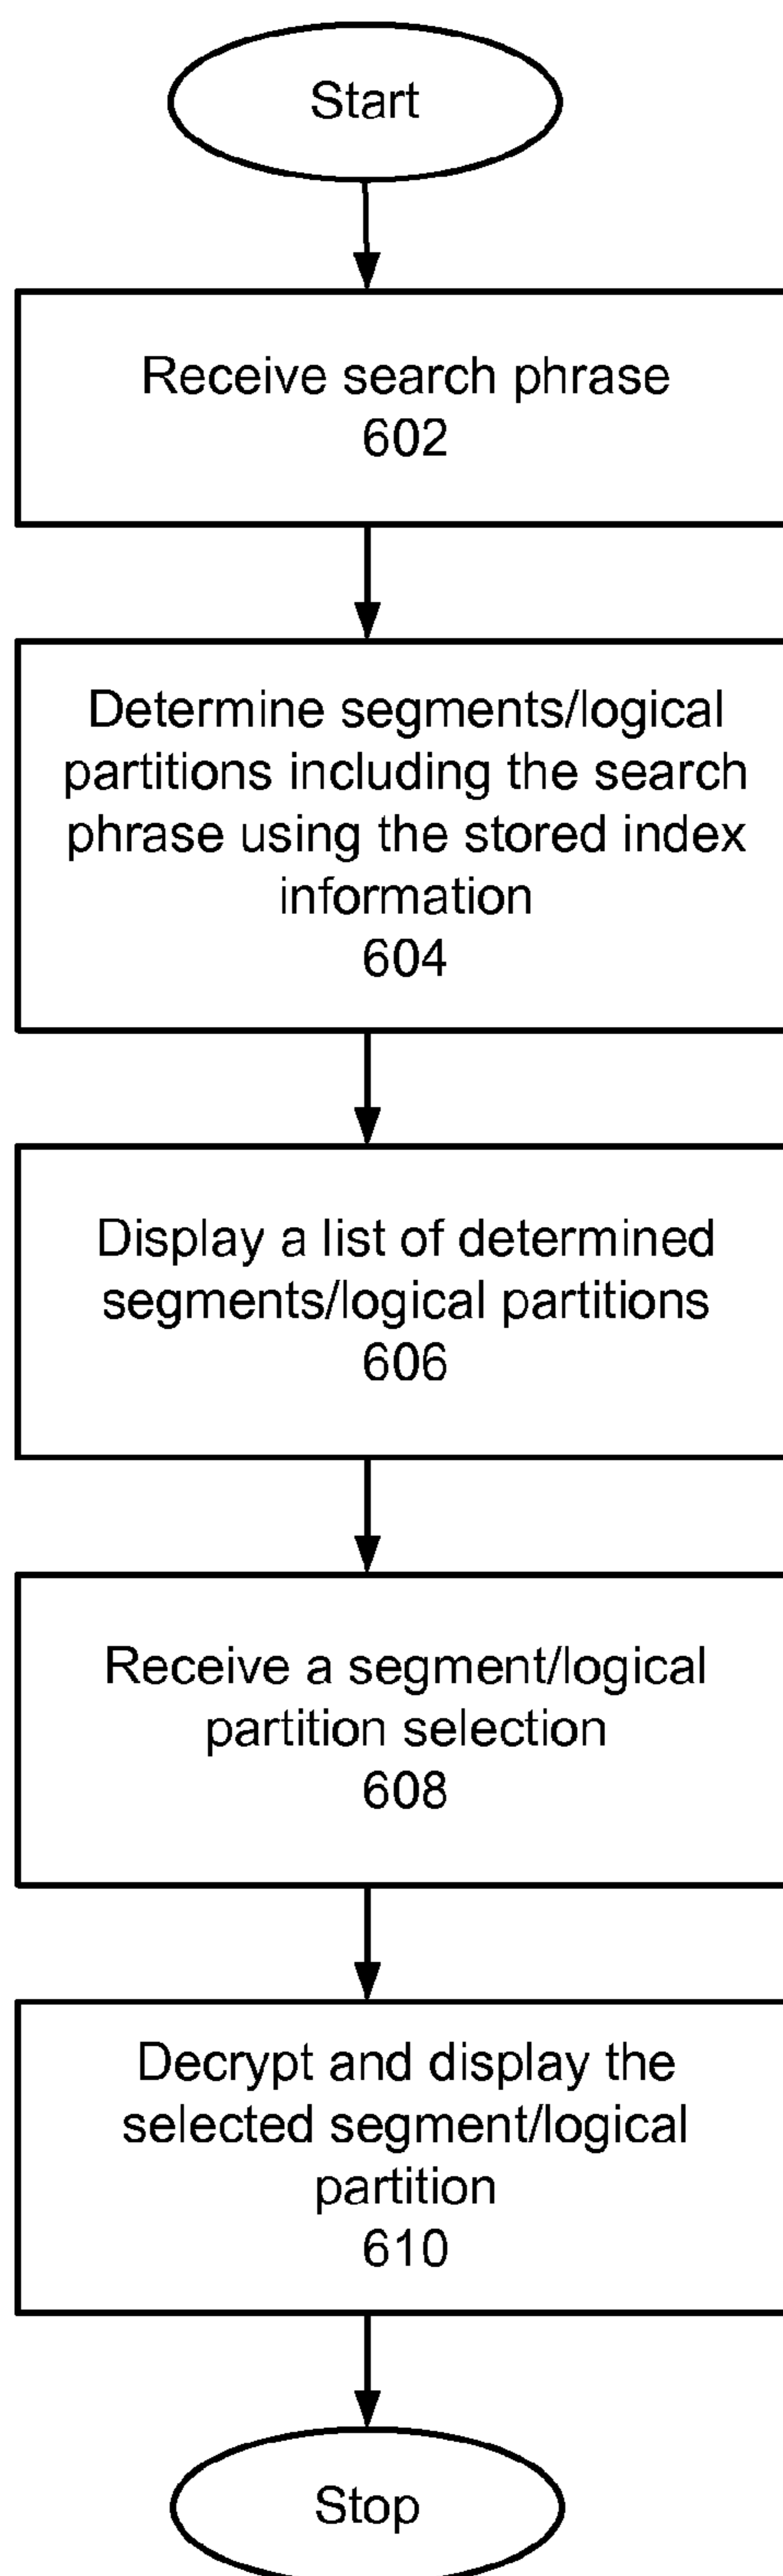 Start
Receive search phrase
602
Determine segments/logical
partitions including the search
phrase using the stored index
information
604
Display a list of determined
segments/logical partitions
606
Receive a segment/logical
partition selection
608
Decrypt and display the
selected segment/logical
partition
610
Stop